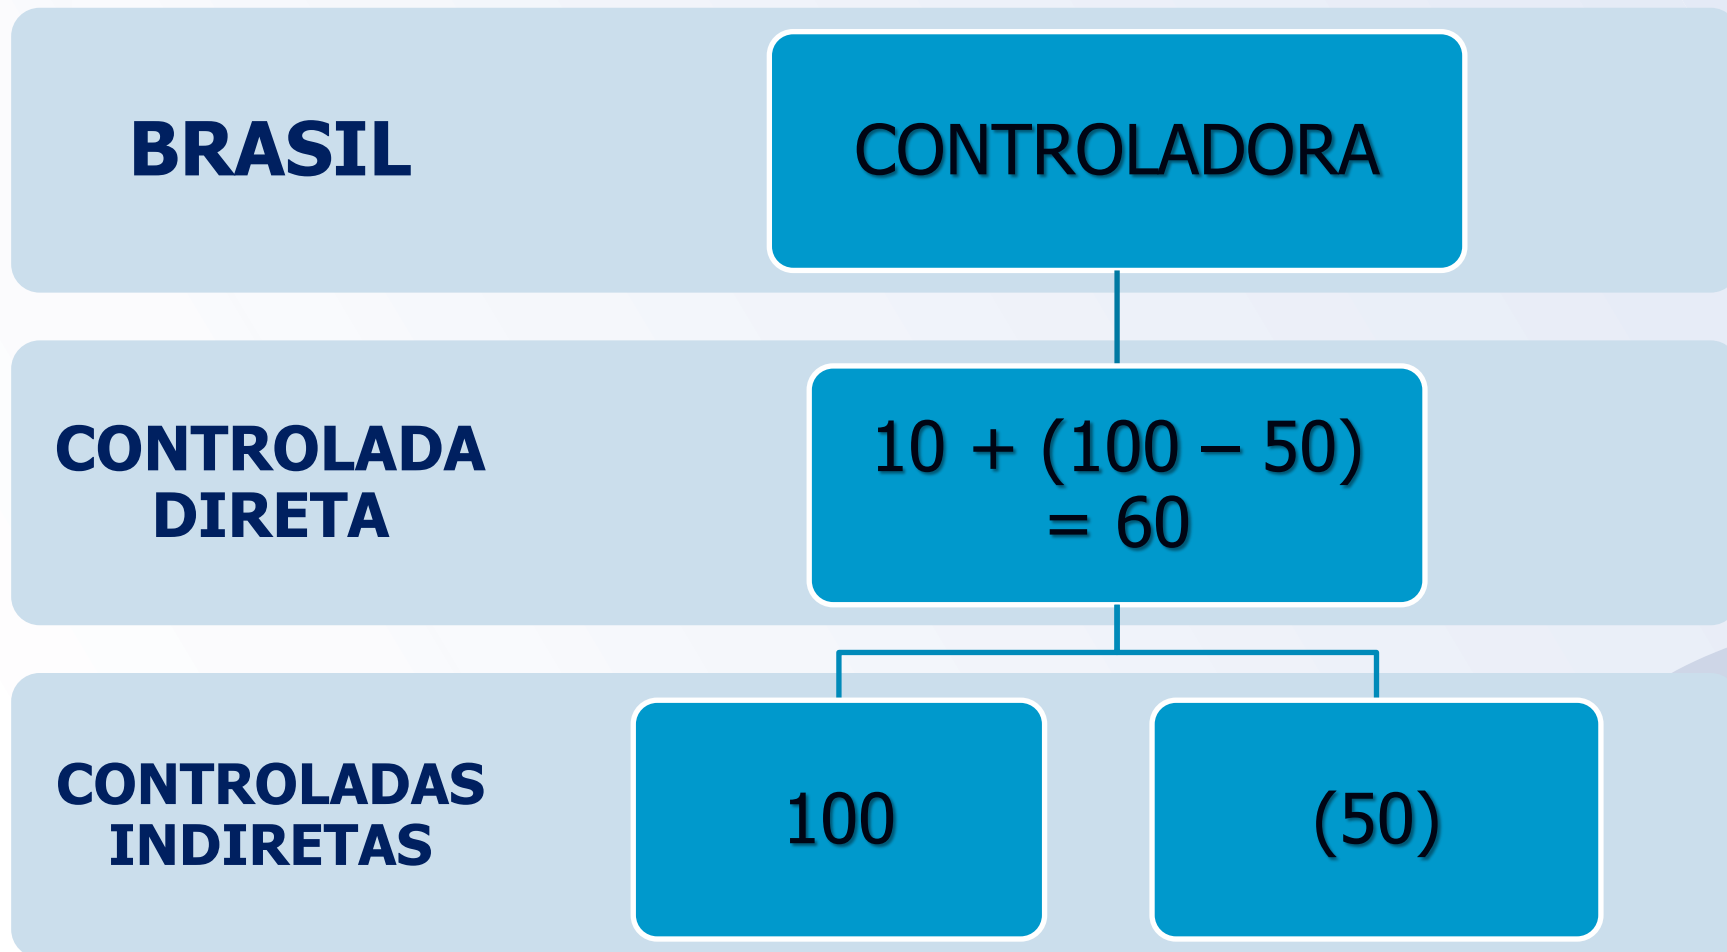 BRASIL
CONTROLADORA
CONTROLADA
DIRETA
10 + (100 – 50)
= 60
CONTROLADAS
INDIRETAS
100
(50)